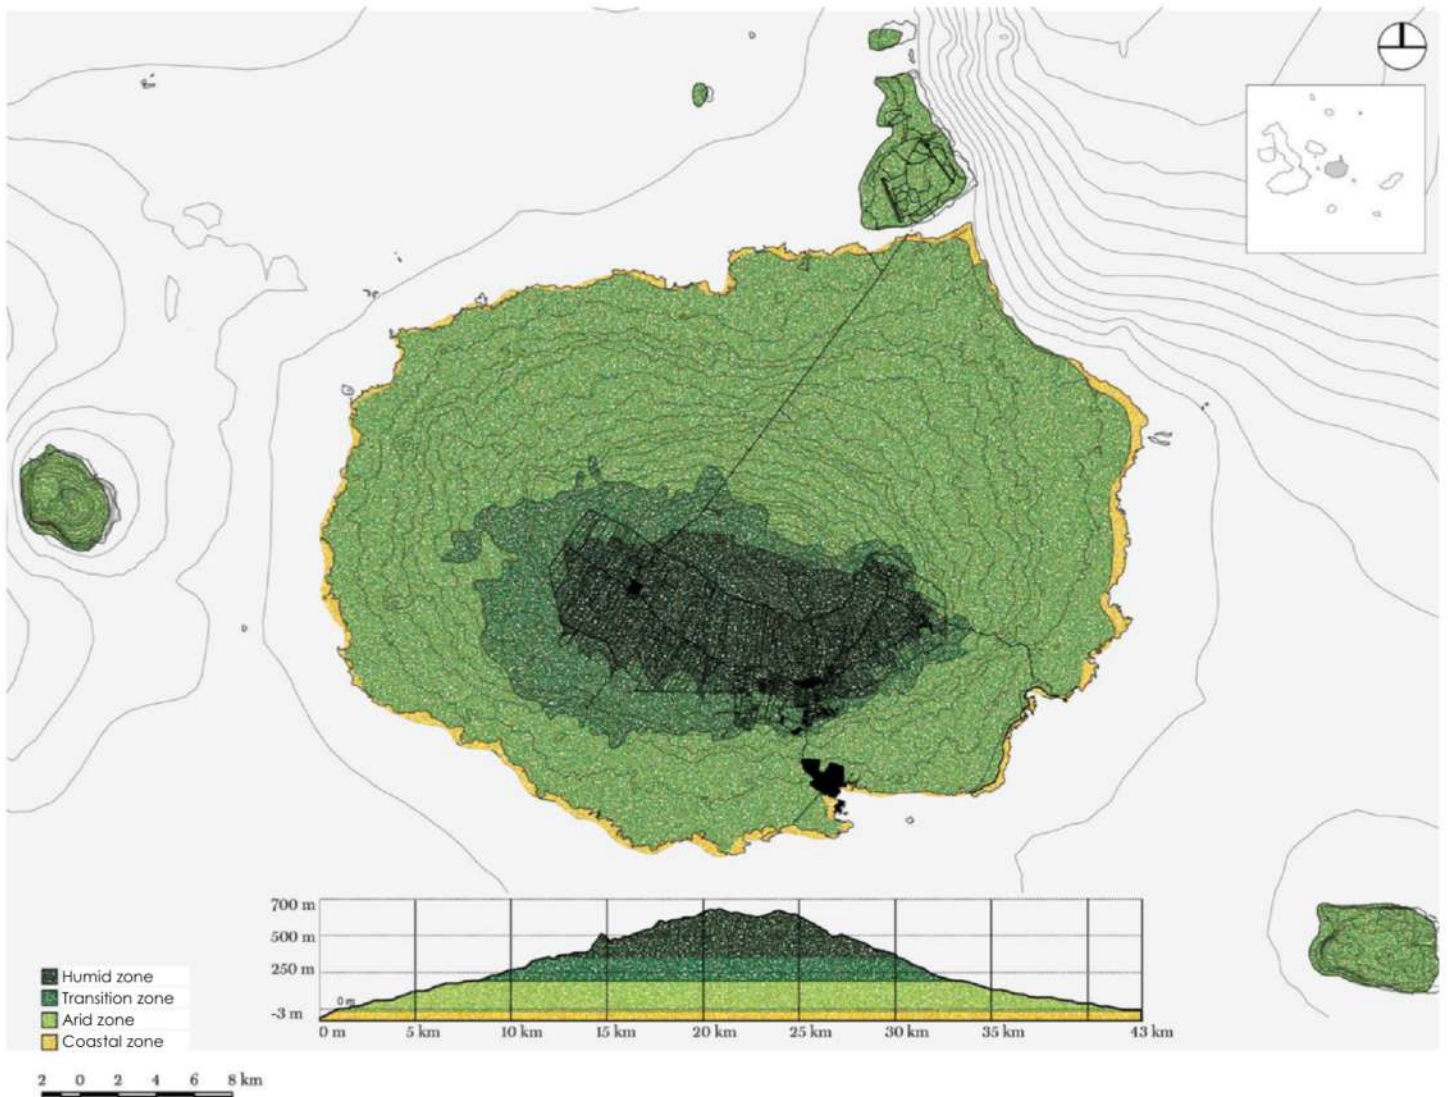 700 m
500 m
250 m
0 m
-3 m
0 m 5 km 10 km 15 km 20 km 25 km 30 km 35 km 43 km
Humid zone
Transition zone
Arid zone
Coastal zone
2 0 2 4 6 8 km